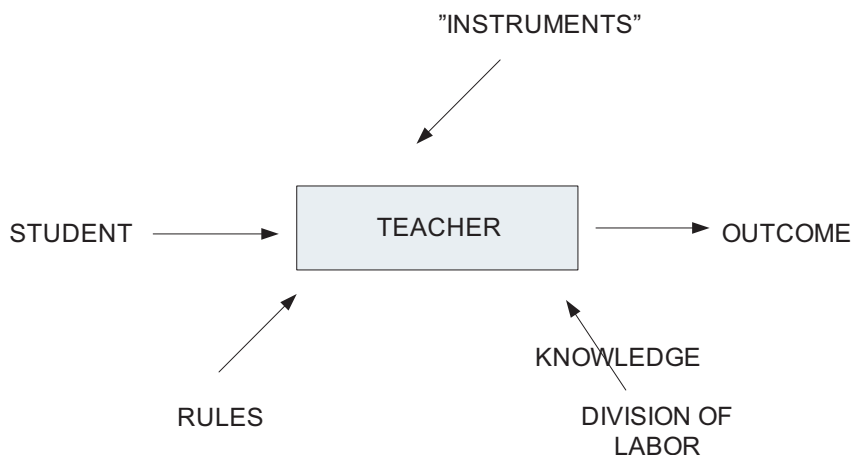 ”INSTRUMENTS”
STUDENT
TEACHER
OUTCOME
KNOWLEDGE
RULES
DIVISION OF
LABOR